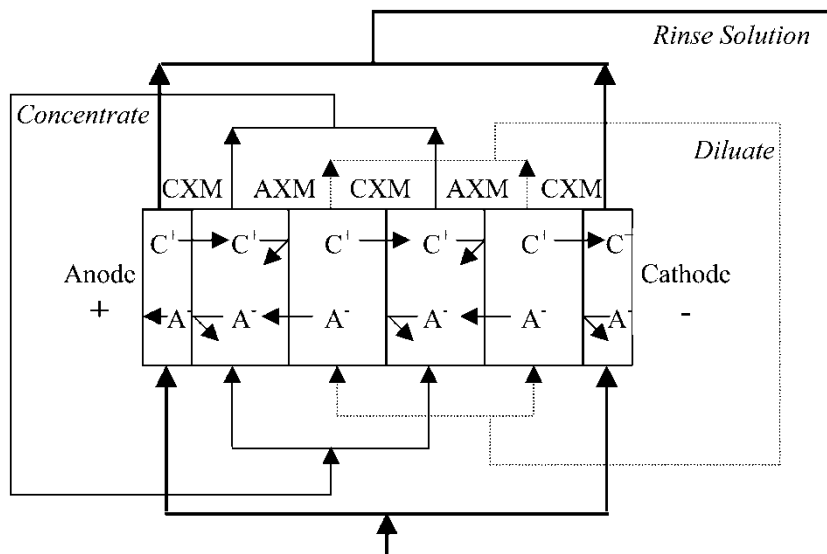 Rinse Solution
Concentrate
Diluate
CXM AXM CXM AXM CXM
C⁺ C⁺ C⁺ C⁺ C⁺ C⁻
Anode Cathode
+ -
A⁻ A⁻ A⁻ A⁻ A⁻ A⁻